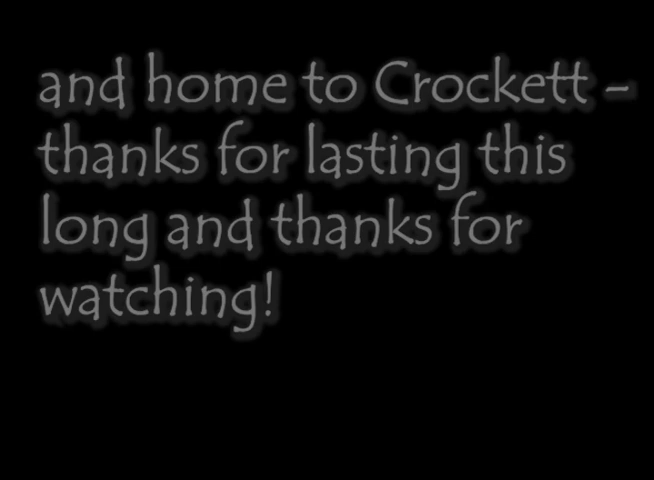 and home to Crockett –
thanks for lasting this
long and thanks for
watching!